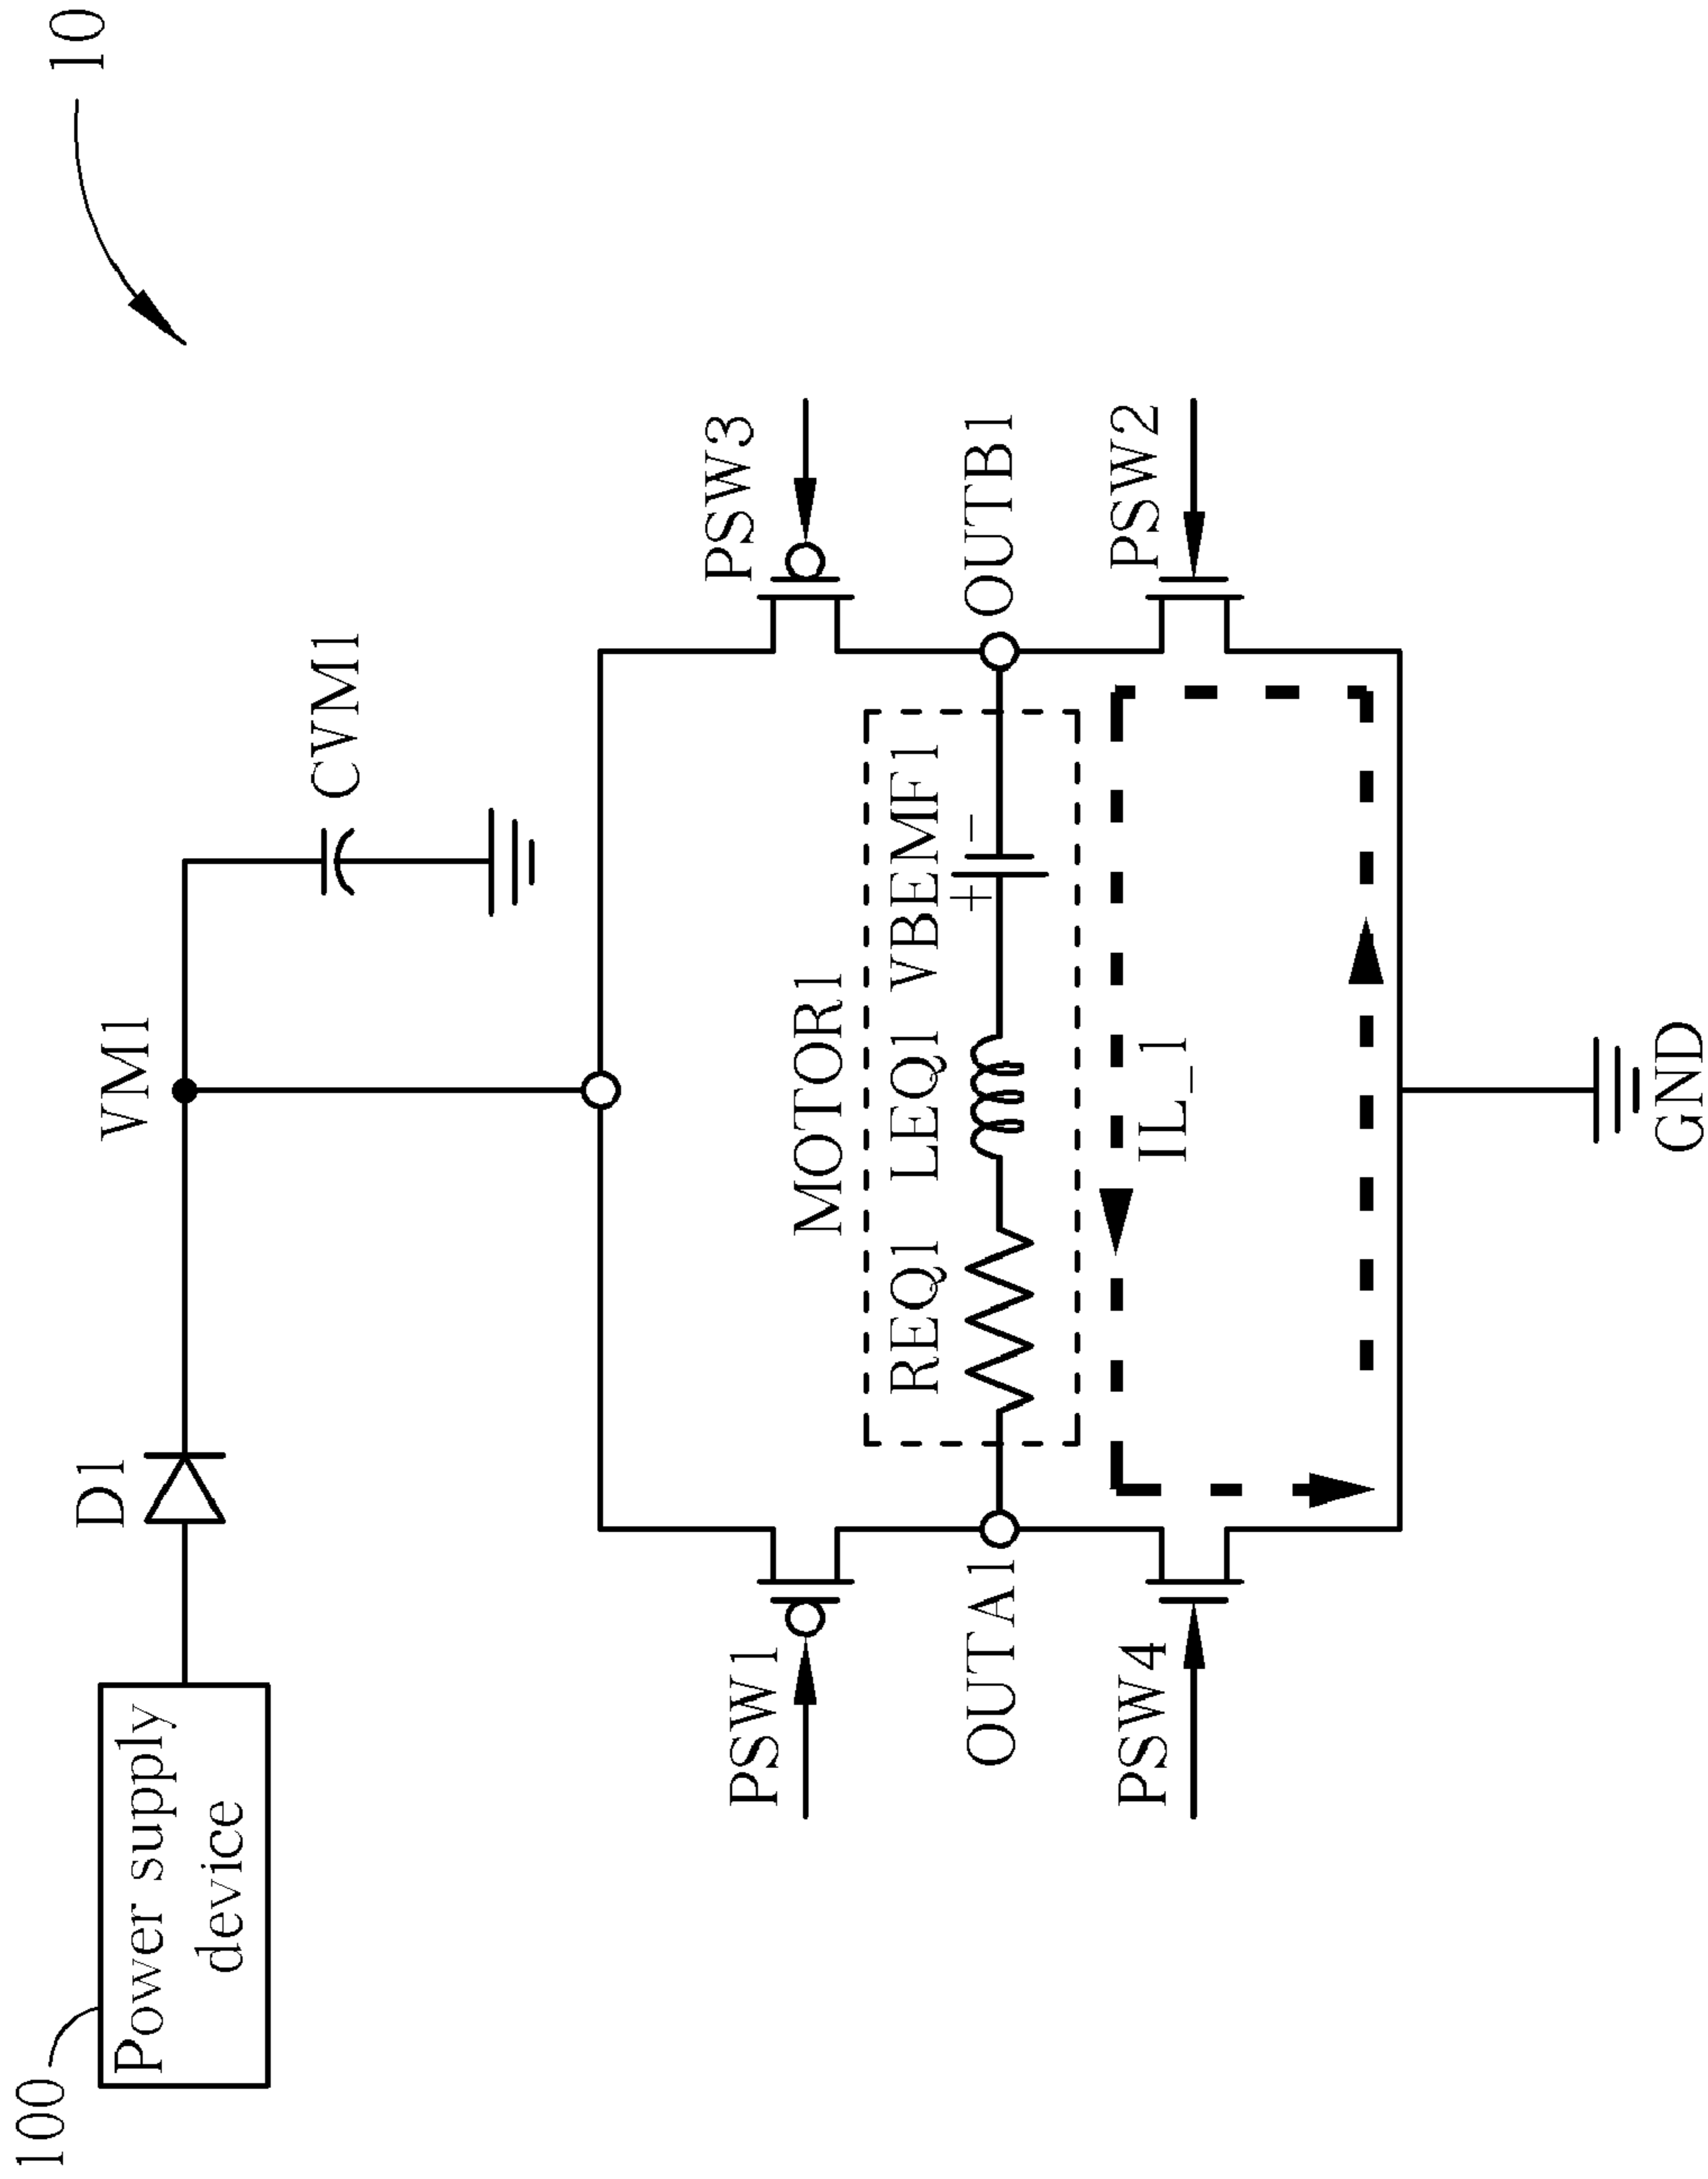 10
100
Power supply
device
D1
VM1
CVM1
PSW1
PSW3
MOTOR1
REQ1
LEQ1
VBEMF1
+
-
OUTA1
OUTB1
IL_1
PSW4
PSW2
GND